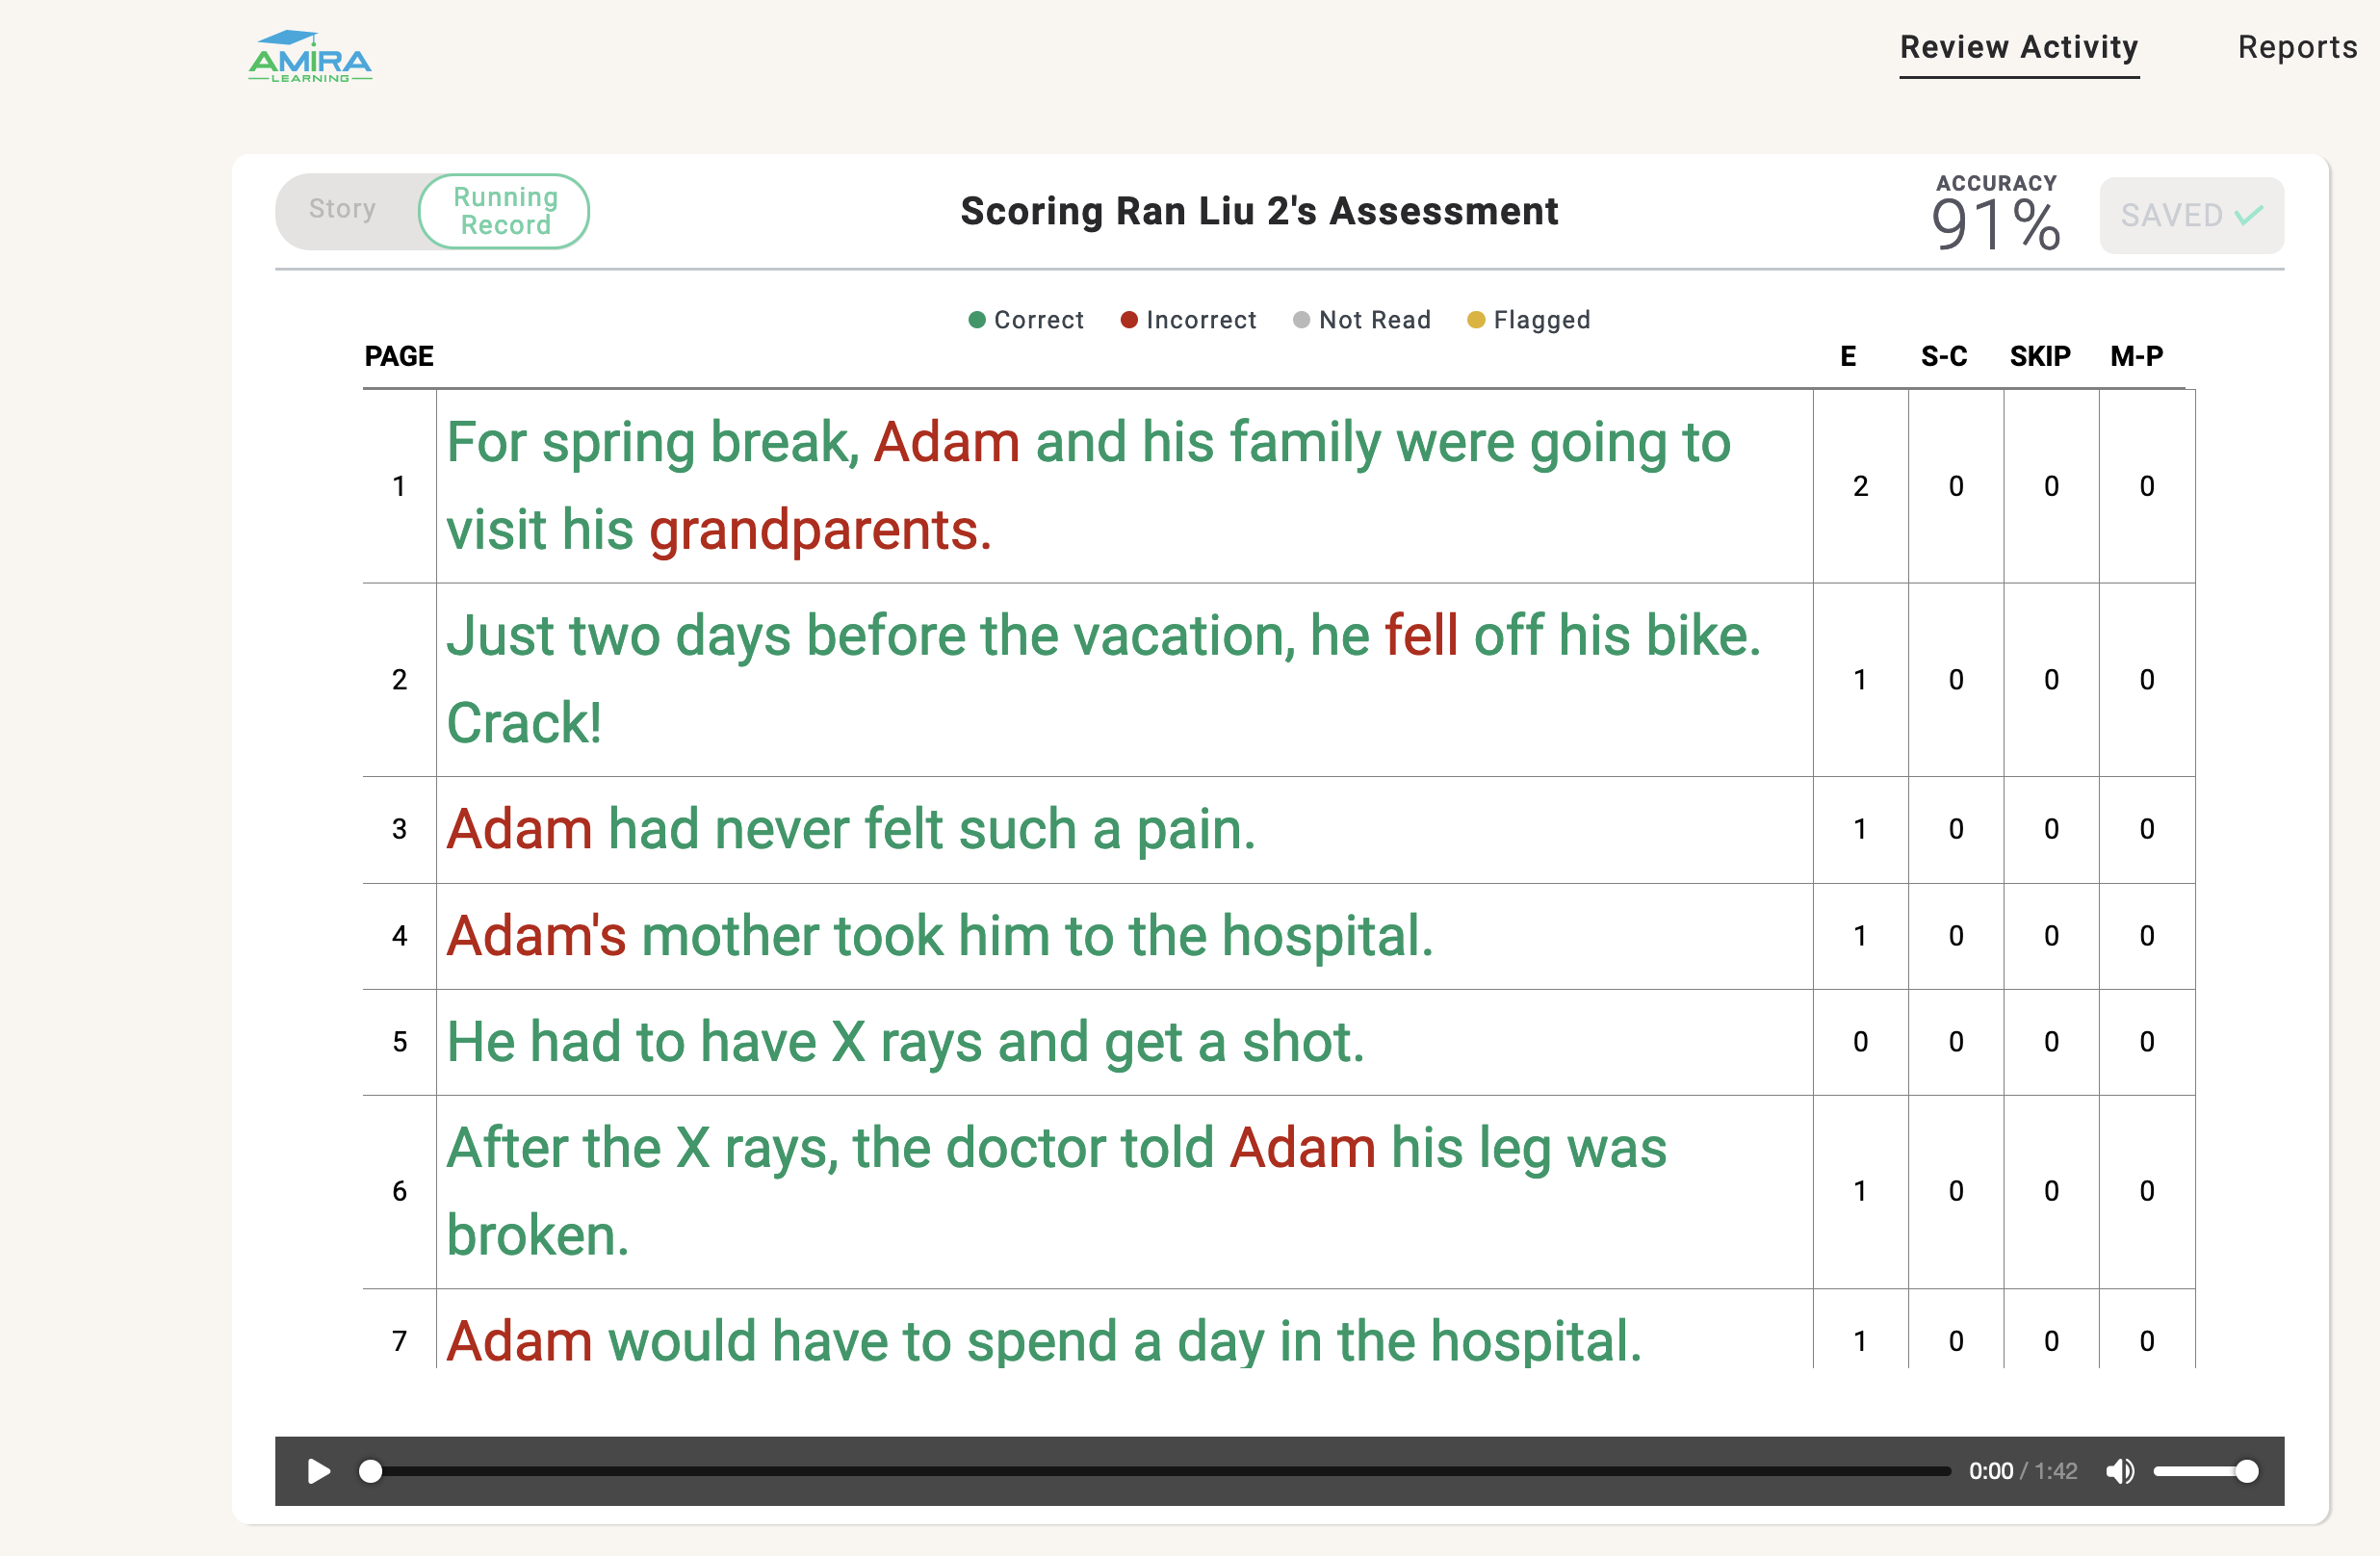 AMIRA
LEARNING
Review Activity
Reports
Story
Running
Record
Scoring Ran Liu 2's Assessment
ACCURACY
91%
SAVED
Correct
Incorrect
Not Read
Flagged
PAGE E S-C SKIP M-P
1 For spring break, Adam and his family were going to
visit his grandparents. 2 0 0 0
2 Just two days before the vacation, he fell off his bike.
Crack! 1 0 0 0
3 Adam had never felt such a pain. 1 0 0 0
4 Adam's mother took him to the hospital. 1 0 0 0
5 He had to have X rays and get a shot. 0 0 0 0
6 After the X rays, the doctor told Adam his leg was
broken. 1 0 0 0
7 Adam would have to spend a day in the hospital. 1 0 0 0
0:00 / 1:42